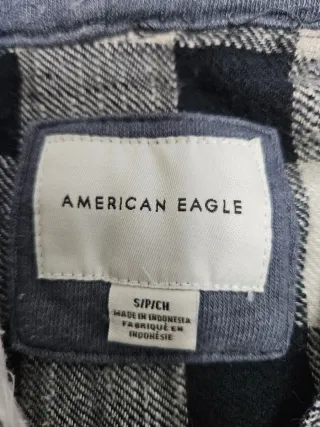 AMERICAN EAGLE
S/P/CH
MADE IN INDONESIA
FABRIQUÉ EN
INDONÉSIE